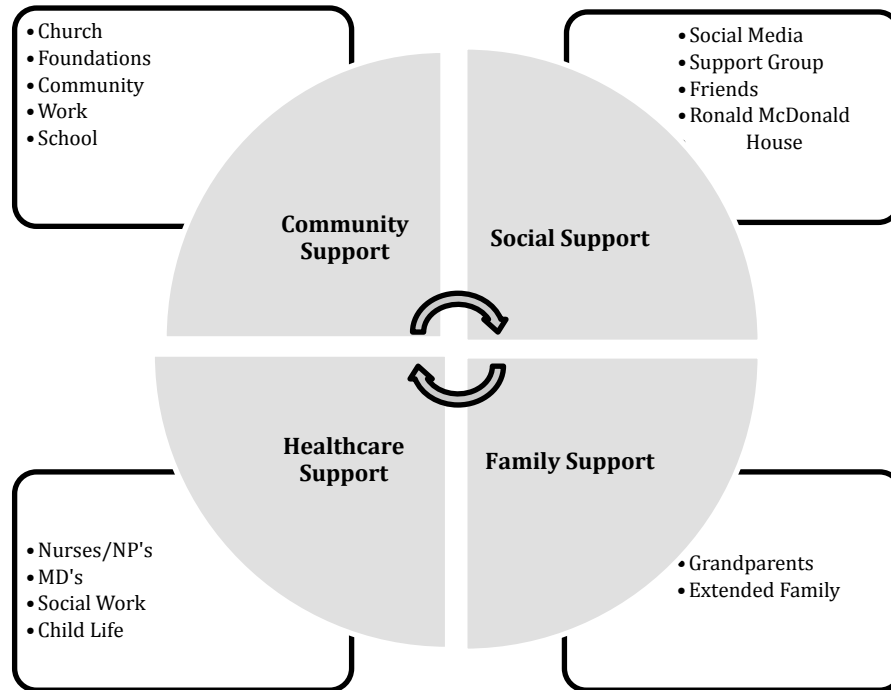 • Church
• Foundations
• Community
• Work
• School
• Social Media
• Support Group
• Friends
• Ronald McDonald
House
Community
Support
Social Support
Healthcare
Support
Family Support
• Nurses/NP's
• MD's
• Social Work
• Child Life
• Grandparents
• Extended Family